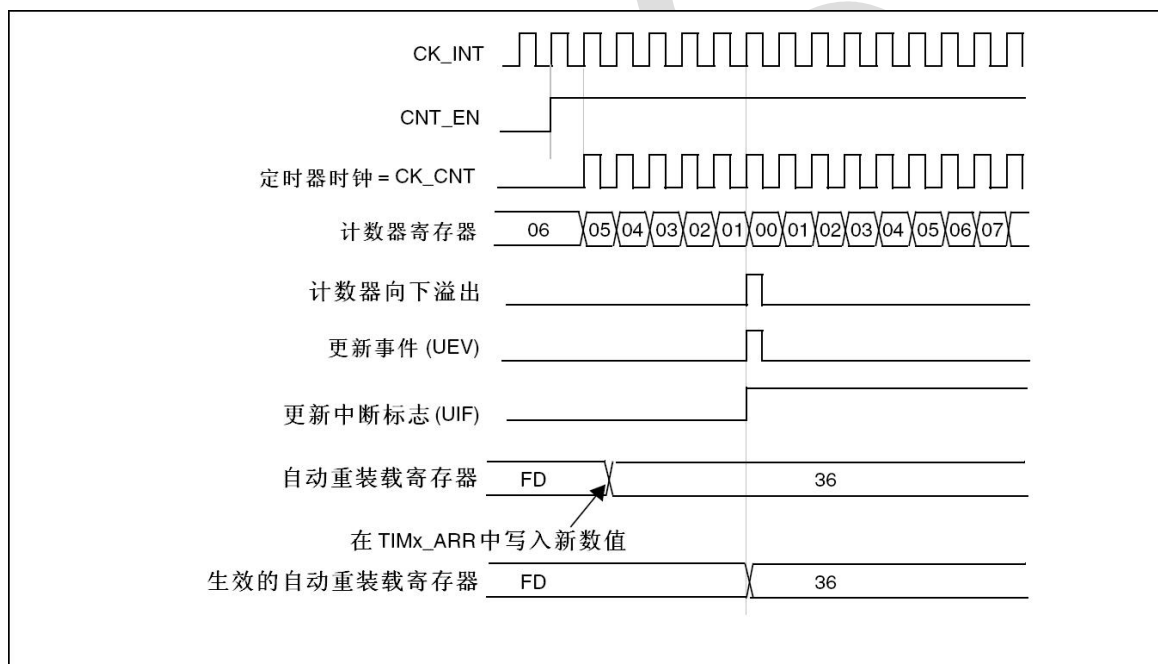 CK_INT
CNT_EN
定时器时钟 = CK_CNT
计数器寄存器 06 05 04 03 02 01 00 01 02 03 04 05 06 07
计数器向下溢出
更新事件 (UEV)
更新中断标志 (UIF)
自动重装载寄存器 FD 36
在 TIMx_ARR 中写入新数值
生效的自动重装载寄存器 FD 36